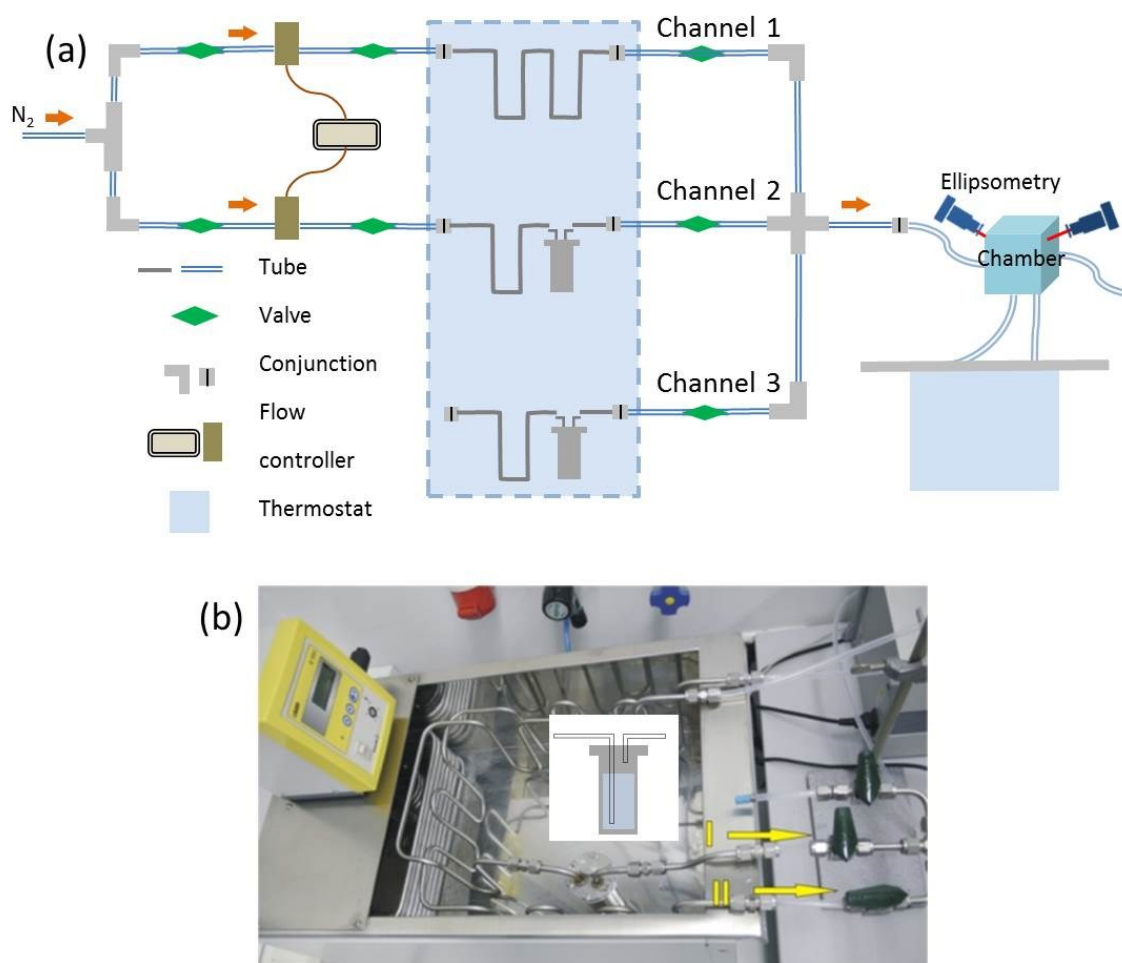 (a)
Channel 1
N2
Channel 2
Ellipsometry
Chamber
Tube
Valve
Conjunction
Channel 3
Flow
controller
Thermostat
(b)
I
II